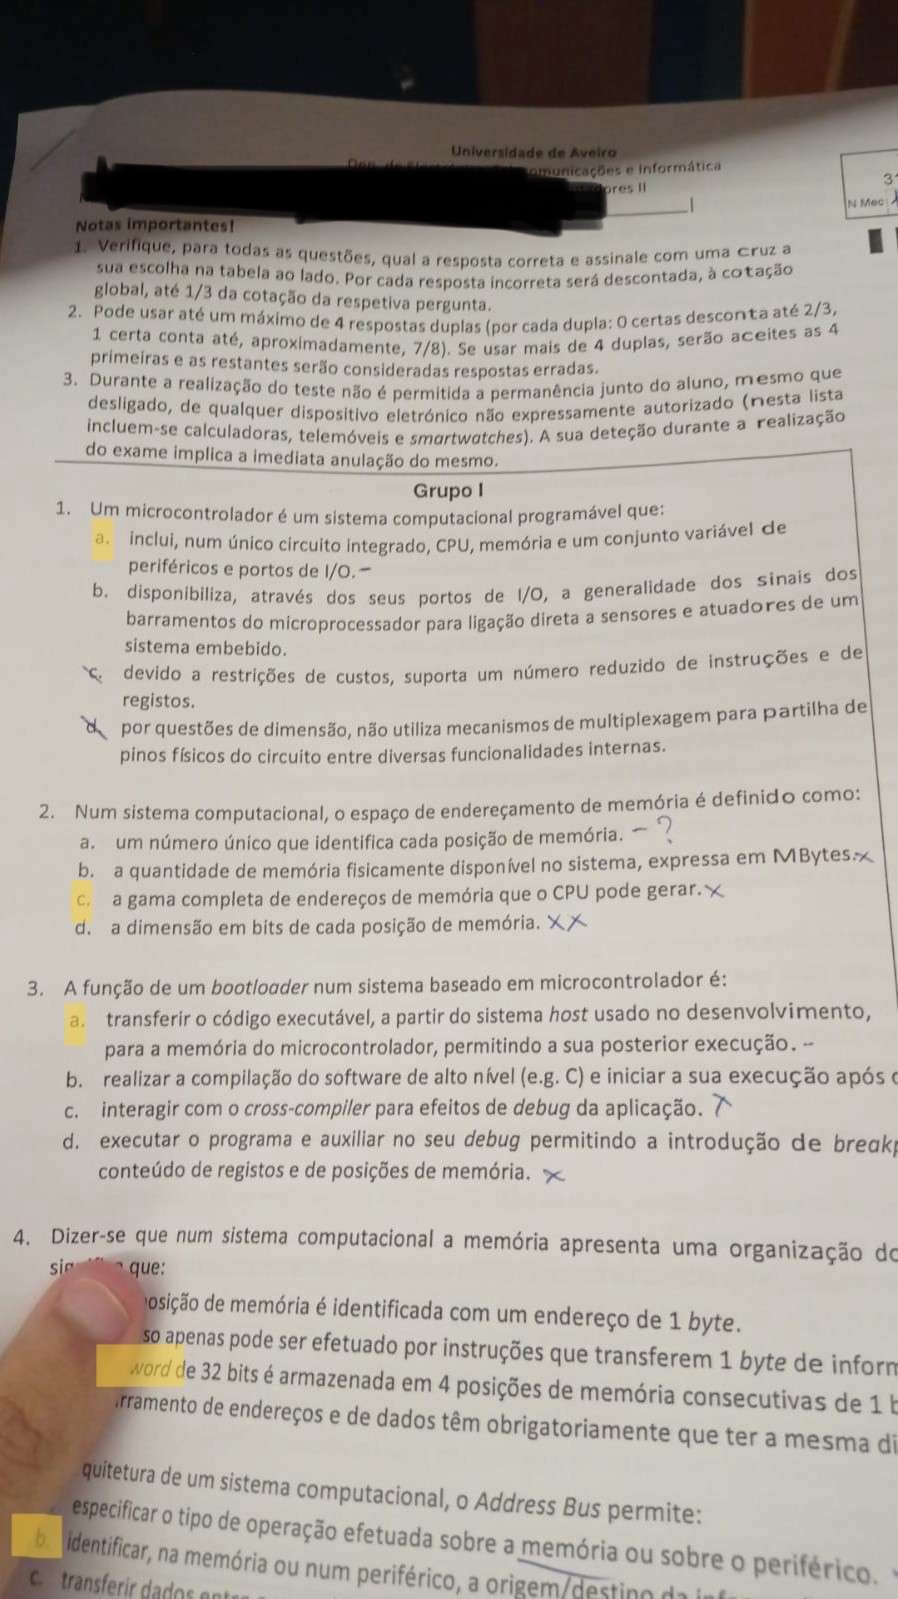 Universidade de Aveiro
omunicações e Informática
ores II
3
N Mec
Notas importantes!
1. Verifique, para todas as questões, qual a resposta correta e assinale com uma cruz a
sua escolha na tabela ao lado. Por cada resposta incorreta será descontada, à cotação
global, até 1/3 da cotação da respetiva pergunta.
2. Pode usar até um máximo de 4 respostas duplas (por cada dupla: 0 certas desconta até 2/3,
1 certa conta até, aproximadamente, 7/8). Se usar mais de 4 duplas, serão aceites as 4
primeiras e as restantes serão consideradas respostas erradas.
3. Durante a realização do teste não é permitida a permanência junto do aluno, mesmo que
desligado, de qualquer dispositivo eletrónico não expressamente autorizado (nesta lista
incluem-se calculadoras, telemóveis e smartwatches). A sua deteção durante a realização
do exame implica a imediata anulação do mesmo.
Grupo I
1. Um microcontrolador é um sistema computacional programável que:
a. inclui, num único circuito integrado, CPU, memória e um conjunto variável de
periféricos e portos de I/O. –
b. disponibiliza, através dos seus portos de I/O, a generalidade dos sinais dos
barramentos do microprocessador para ligação direta a sensores e atuadores de um
sistema embebido.
c. devido a restrições de custos, suporta um número reduzido de instruções e de
registos.
d. por questões de dimensão, não utiliza mecanismos de multiplexagem para partilha de
pinos físicos do circuito entre diversas funcionalidades internas.
2. Num sistema computacional, o espaço de endereçamento de memória é definido como:
a. um número único que identifica cada posição de memória. – ?
b. a quantidade de memória fisicamente disponível no sistema, expressa em MBytes. x
c. a gama completa de endereços de memória que o CPU pode gerar. x
d. a dimensão em bits de cada posição de memória. xx
3. A função de um bootloader num sistema baseado em microcontrolador é:
a. transferir o código executável, a partir do sistema host usado no desenvolvimento,
para a memória do microcontrolador, permitindo a sua posterior execução. –
b. realizar a compilação do software de alto nível (e.g. C) e iniciar a sua execução após
c. interagir com o cross-compiler para efeitos de debug da aplicação. x
d. executar o programa e auxiliar no seu debug permitindo a introdução de break
conteúdo de registos e de posições de memória. x
4. Dizer-se que num sistema computacional a memória apresenta uma organização do
sig que:
osição de memória é identificada com um endereço de 1 byte.
so apenas pode ser efetuado por instruções que transferem 1 byte de inform
word de 32 bits é armazenada em 4 posições de memória consecutivas de 1 b
rramento de endereços e de dados têm obrigatoriamente que ter a mesma di
quitetura de um sistema computacional, o Address Bus permite:
especificar o tipo de operação efetuada sobre a memória ou sobre o periférico.
b. identificar, na memória ou num periférico, a origem/destino da inf
c. transferir dados